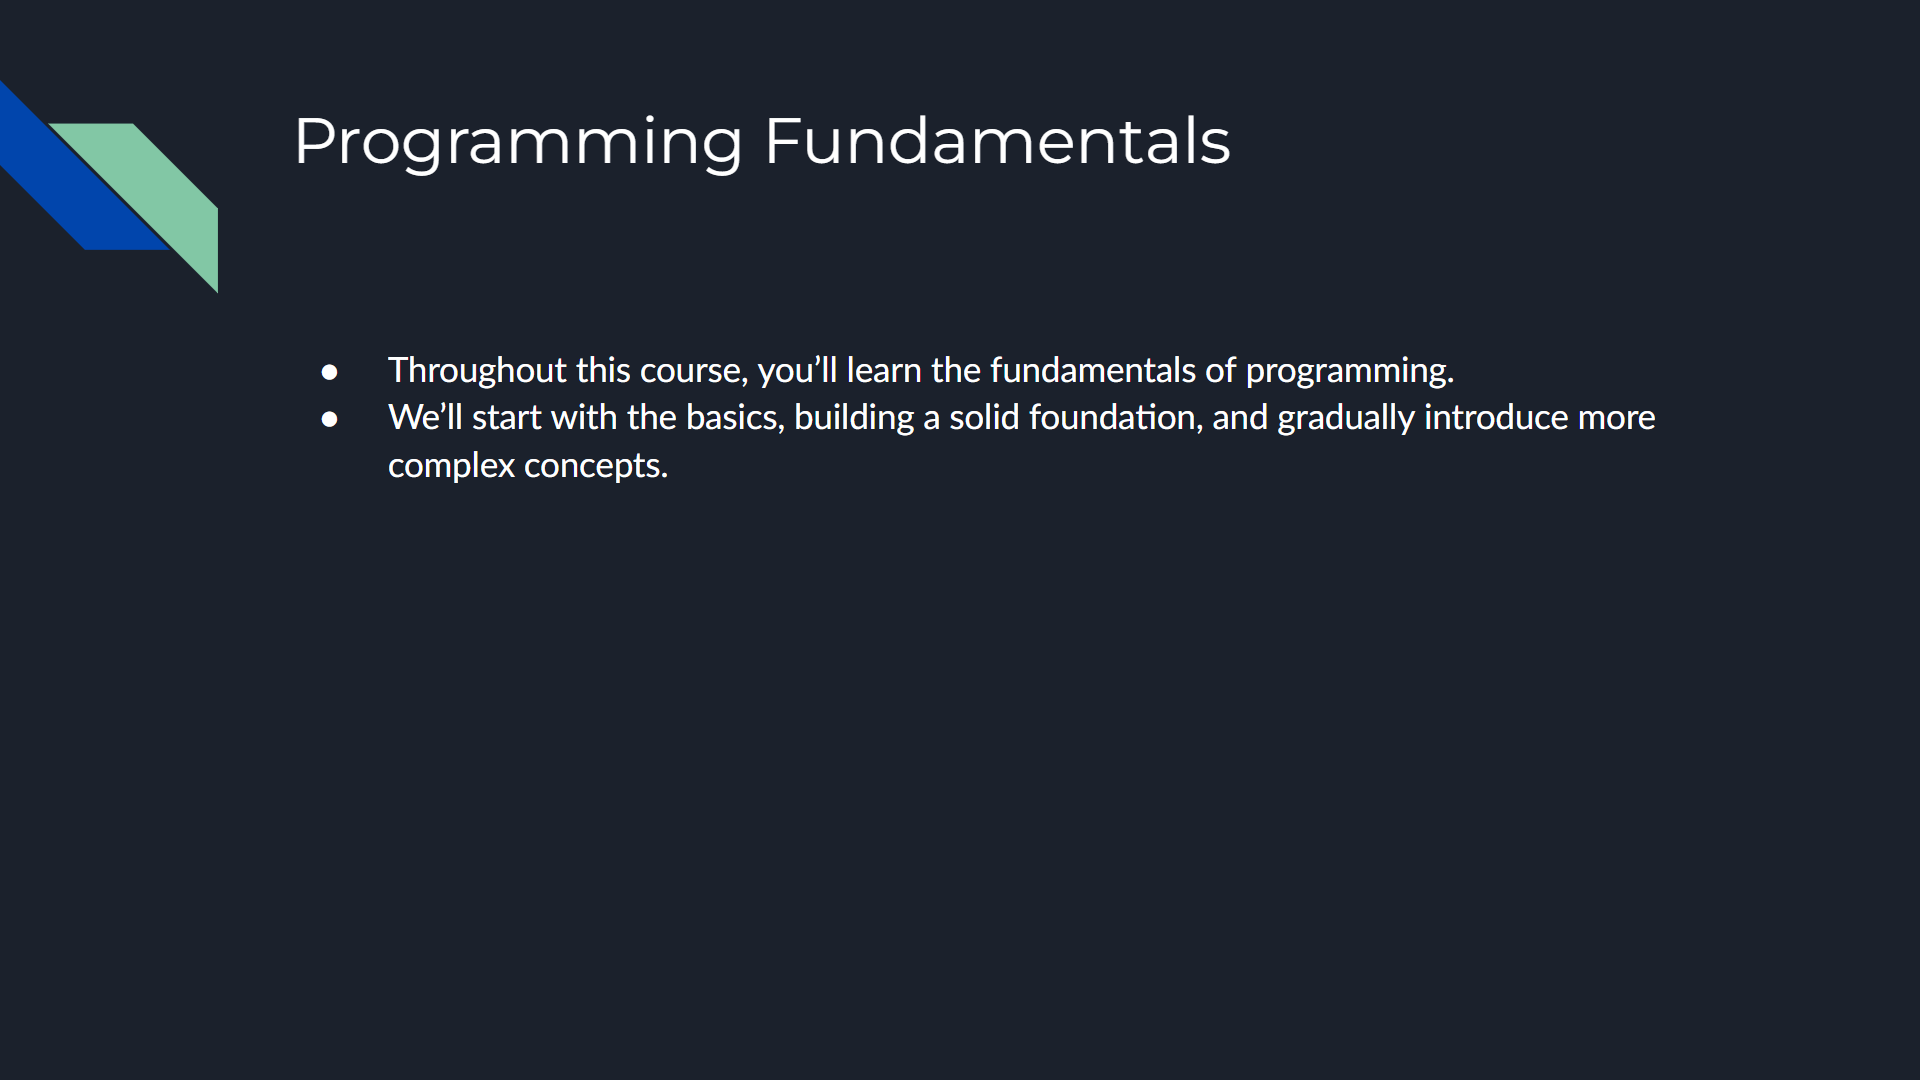 Programming Fundamentals
● Throughout this course, you’ll learn the fundamentals of programming.
● We’ll start with the basics, building a solid foundation, and gradually introduce more
complex concepts.